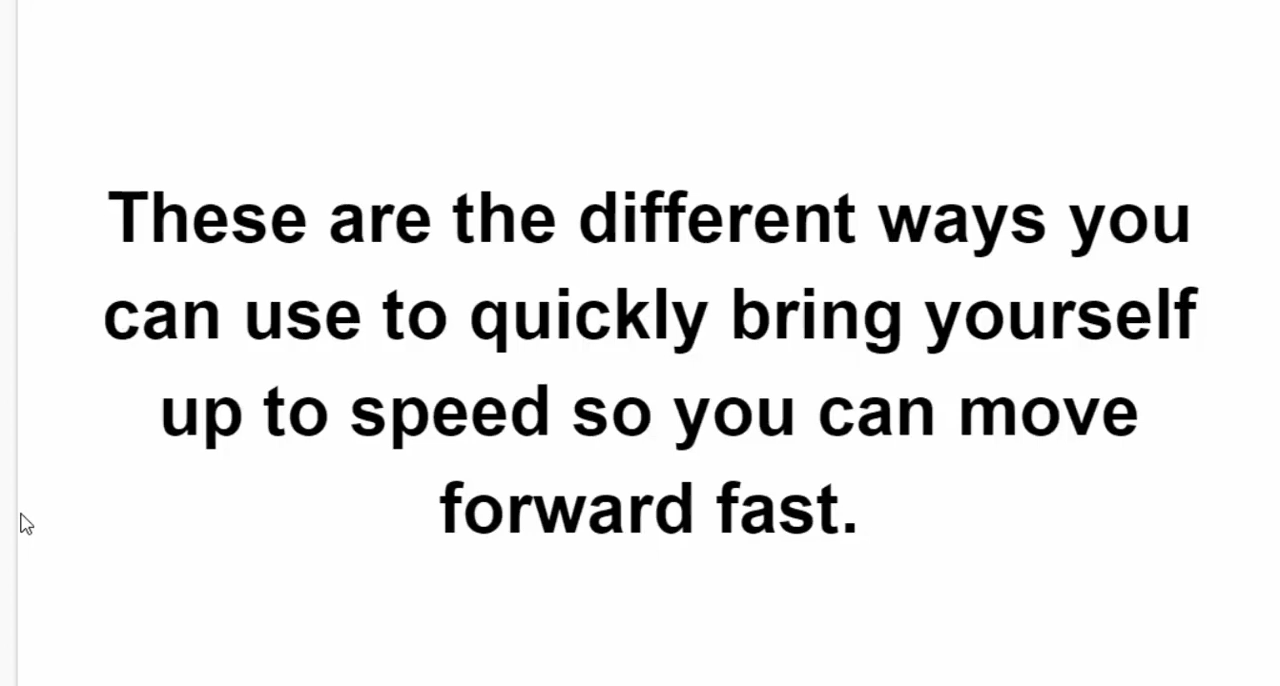 These are the different ways you
can use to quickly bring yourself
up to speed so you can move
forward fast.